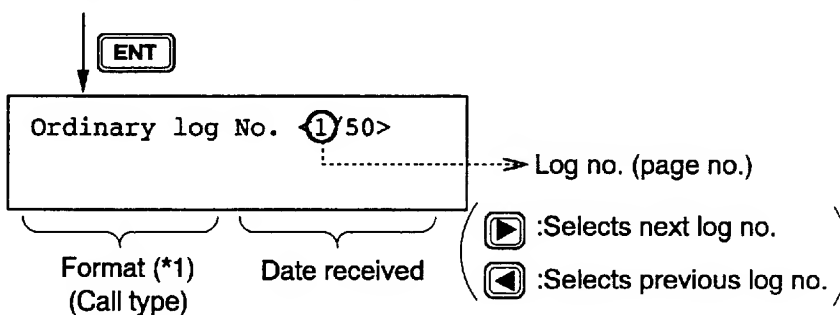 ENT
Ordinary log No. <1/50>
Log no. (page no.)
:Selects next log no.
:Selects previous log no.
Format (*1)
(Call type)
Date received